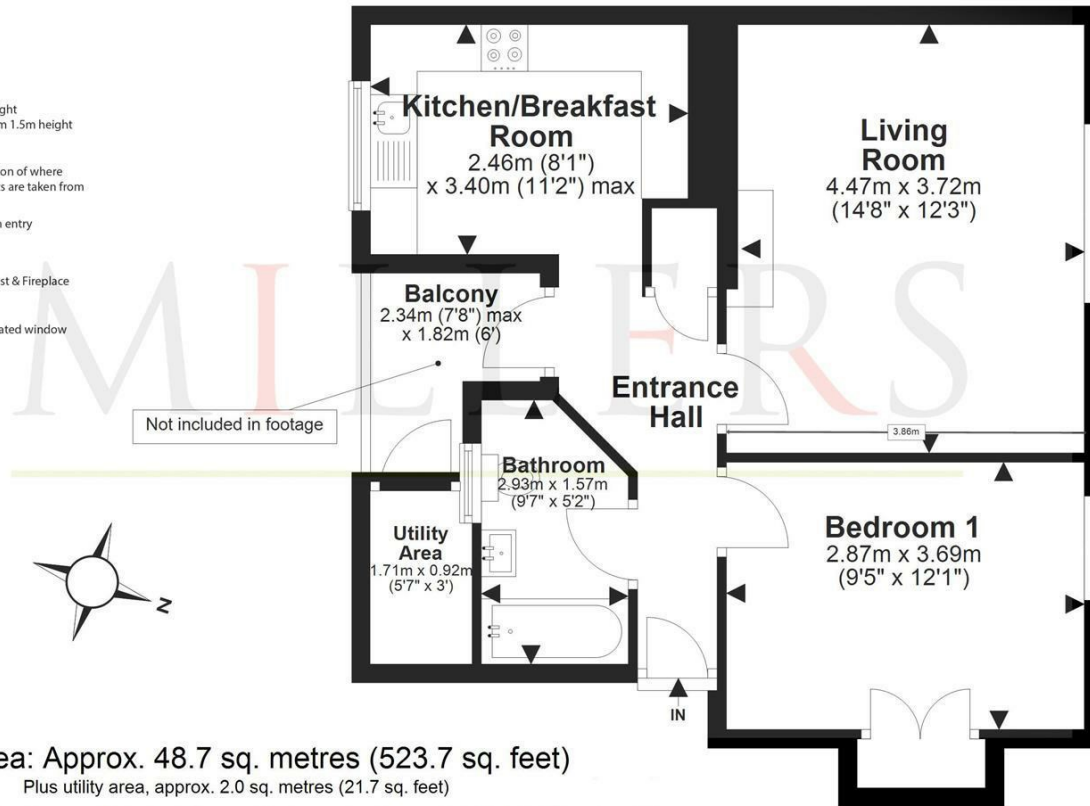 ght
m 1.5m height
on of where
s are taken from
entry
st & Fireplace
ated window
Kitchen/Breakfast
Room
2.46m (8'1")
x 3.40m (11'2") max
Living
Room
4.47m x 3.72m
(14'8" x 12'3")
MILLERS
Balcony
2.34m (7'8") max
x 1.82m (6')
Not included in footage
Entrance
Hall
3.86m
Bathroom
2.93m x 1.57m
(9'7" x 5'2")
Utility
Area
1.71m x 0.92m
(5'7" x 3')
Bedroom 1
2.87m x 3.69m
(9'5" x 12'1")
N
IN
ea: Approx. 48.7 sq. metres (523.7 sq. feet)
Plus utility area, approx. 2.0 sq. metres (21.7 sq. feet)